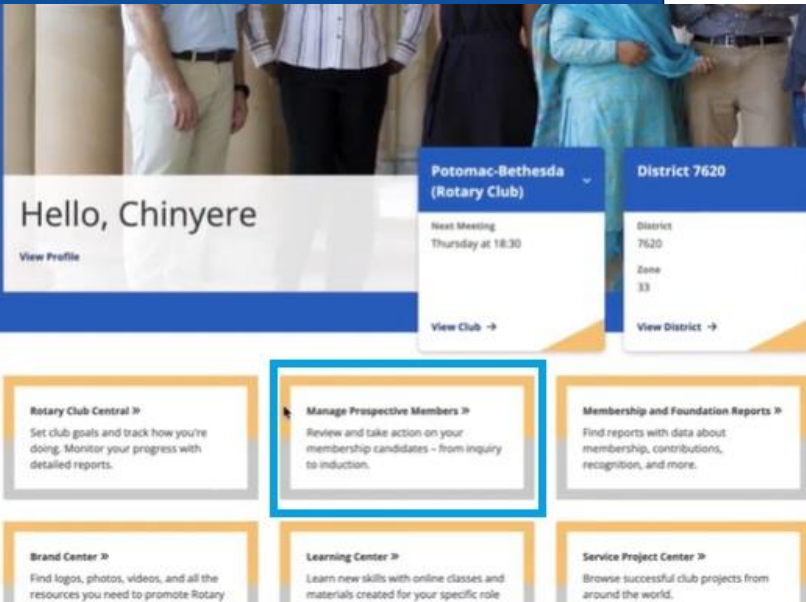 Potomac-Bethesda
(Rotary Club)
District 7620
Hello, Chinyere
View Profile
Next Meeting
Thursday at 18:30
View Club →
District
7620
Zone
33
View District →
Rotary Club Central »
Set club goals and track how you're
doing. Monitor your progress with
detailed reports.
Manage Prospective Members »
Review and take action on your
membership candidates – from inquiry
to induction.
Membership and Foundation Reports »
Find reports with data about
membership, contributions,
recognition, and more.
Brand Center »
Find logos, photos, videos, and all the
resources you need to promote Rotary
Learning Center »
Learn new skills with online classes and
materials created for your specific role
Service Project Center »
Browse successful club projects from
around the world.